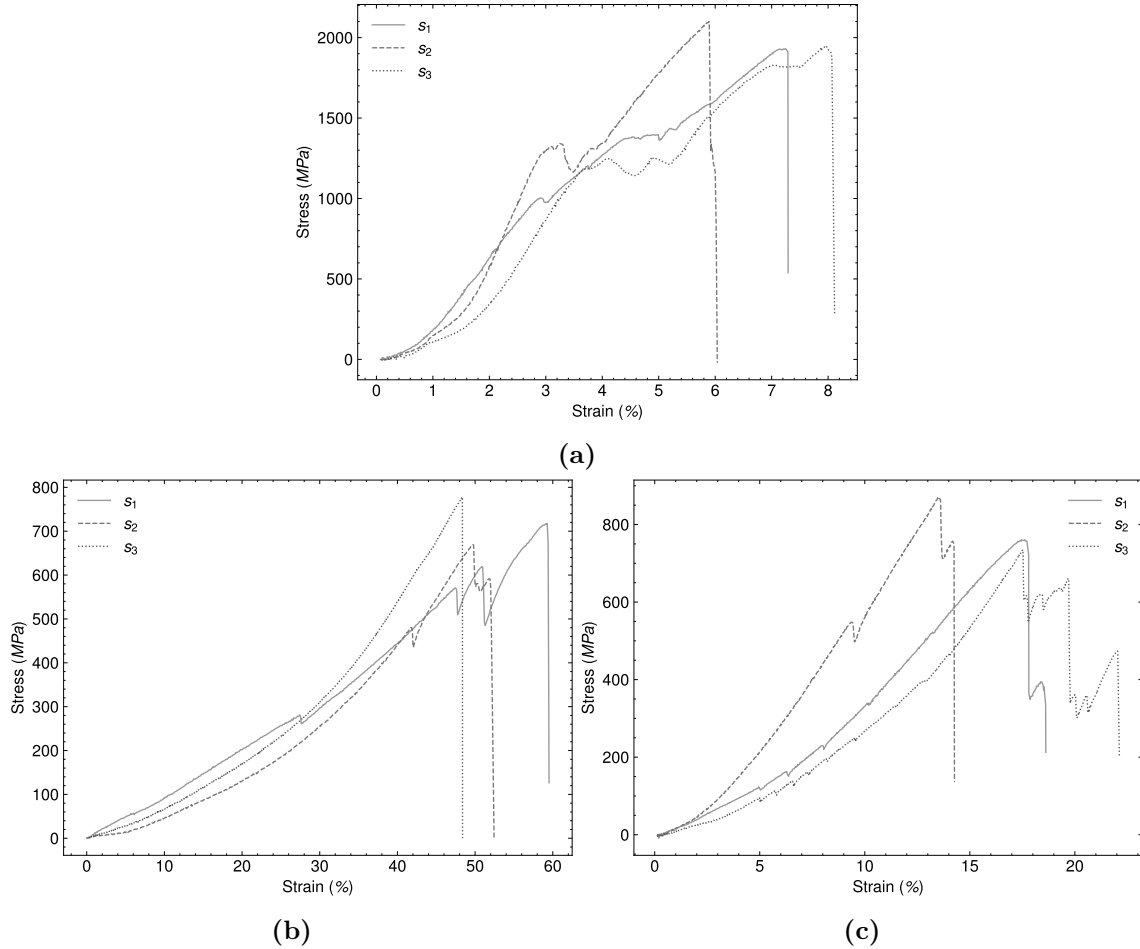 s1
s2
s3
2000
1500
1000
500
0
Stress (MPa)
0 1 2 3 4 5 6 7 8
Strain (%)
(a)
s1
s2
s3
800
700
600
500
400
300
200
100
0
Stress (MPa)
0 10 20 30 40 50 60
Strain (%)
(b)
s1
s2
s3
800
600
400
200
0
Stress (MPa)
0 5 10 15 20
Strain (%)
(c)